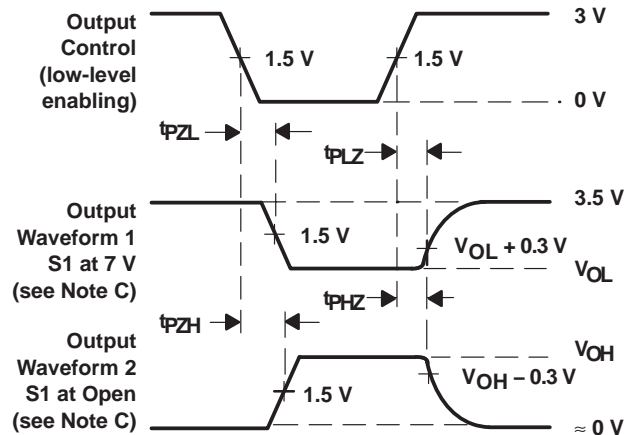 Output
Control
(low-level
enabling)
3 V
1.5 V
1.5 V
0 V
tPZL
tPLZ
Output
Waveform 1
S1 at 7 V
(see Note C)
3.5 V
1.5 V
VOL + 0.3 V
VOL
tPHZ
tPZH
Output
Waveform 2
S1 at Open
(see Note C)
VOH
VOH – 0.3 V
1.5 V
≈ 0 V